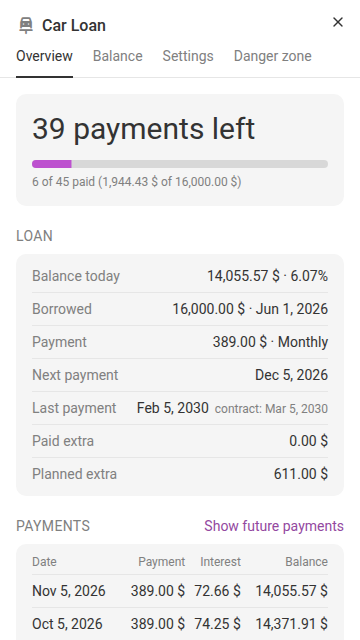 Car Loan
Overview Balance Settings Danger zone
39 payments left
6 of 45 paid (1,944.43 $ of 16,000.00 $)
LOAN
Balance today 14,055.57 $ · 6.07%
Borrowed 16,000.00 $ · Jun 1, 2026
Payment 389.00 $ · Monthly
Next payment Dec 5, 2026
Last payment Feb 5, 2030 contract: Mar 5, 2030
Paid extra 0.00 $
Planned extra 611.00 $
PAYMENTS Show future payments
Date Payment Interest Balance
Nov 5, 2026 389.00 $ 72.66 $ 14,055.57 $
Oct 5, 2026 389.00 $ 74.25 $ 14,371.91 $